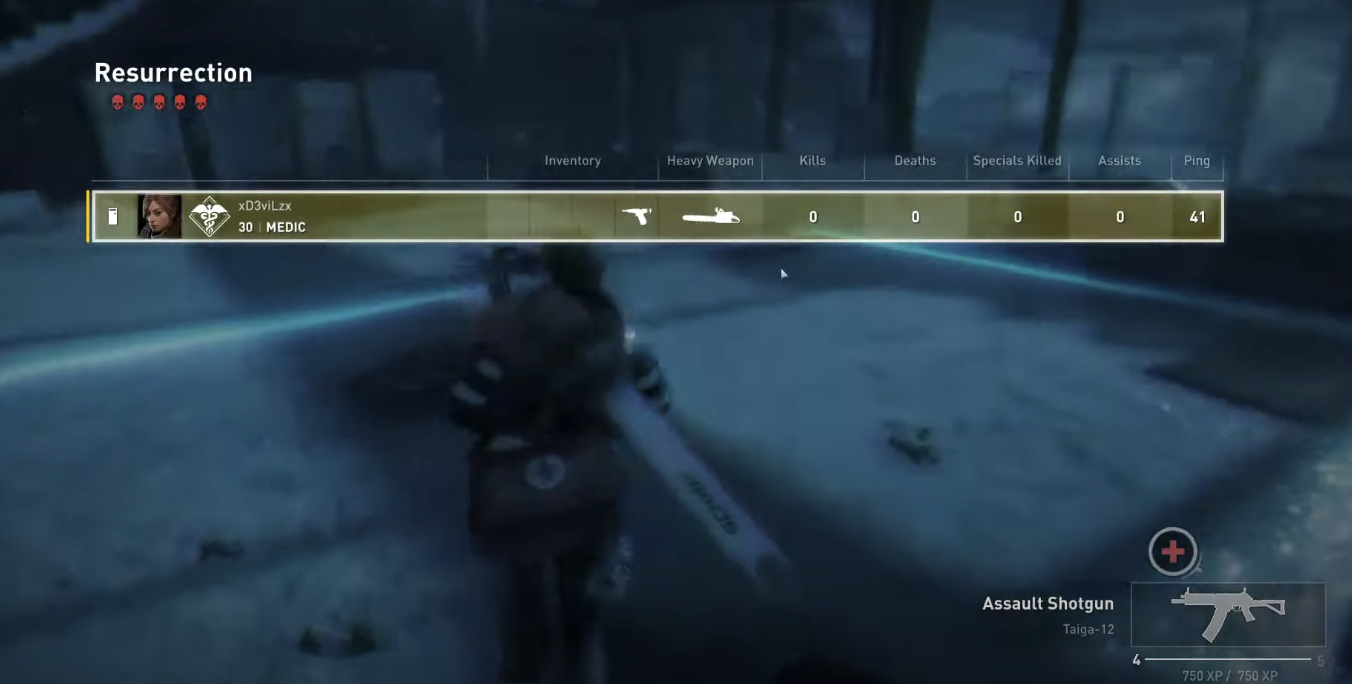 Resurrection
Inventory Heavy Weapon Kills Deaths Specials Killed Assists Ping
xD3viLzx
30 | MEDIC 0 0 0 0 41
Assault Shotgun
Taiga-12
4 5
750 XP / 750 XP